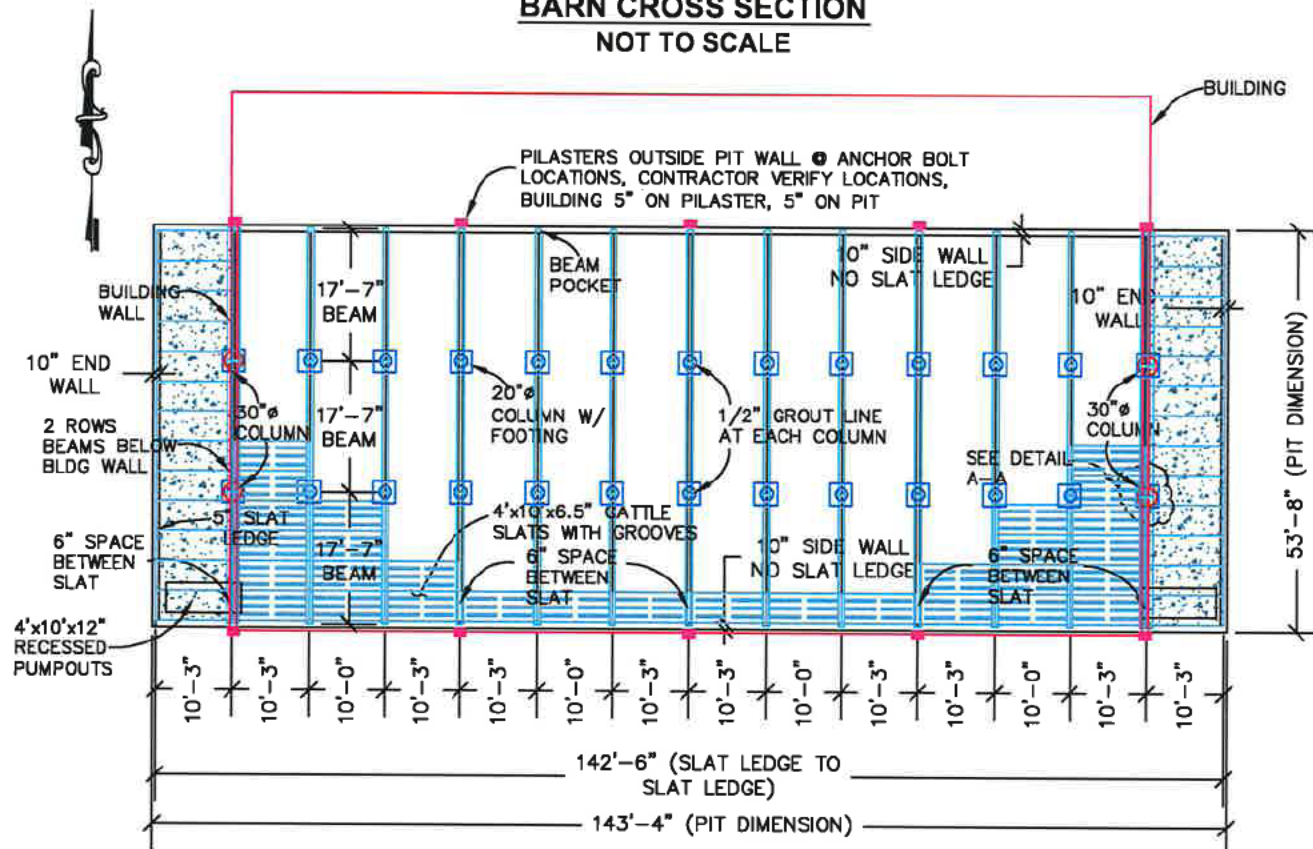 BARN CROSS SECTION
NOT TO SCALE
BUILDING
PILASTERS OUTSIDE PIT WALL @ ANCHOR BOLT
LOCATIONS, CONTRACTOR VERIFY LOCATIONS,
BUILDING 5" ON PILASTER, 5" ON PIT
BUILDING
WALL
17'-7"
BEAM
BEAM
POCKET
10" SIDE WALL
NO SLAT LEDGE
10" END
WALL
10" END
WALL
2 ROWS
BEAMS BELOW
BLDG WALL
30"ø
COLUMN
17'-7"
BEAM
20"ø
COLUMN W/
FOOTING
1/2" GROUT LINE
AT EACH COLUMN
30"ø
COLUMN
SEE DETAIL
A-A
53'-8" (PIT DIMENSION)
5" SLAT
LEDGE
6" SPACE
BETWEEN
SLAT
17'-7"
BEAM
4'x10'x6.5" CATTLE
SLATS WITH GROOVES
6" SPACE
BETWEEN
SLAT
10" SIDE WALL
NO SLAT LEDGE
6" SPACE
BETWEEN
SLAT
4'x10'x12"
RECESSED
PUMPOUTS
10'-3"
10'-3"
10'-0"
10'-3"
10'-3"
10'-0"
10'-3"
10'-3"
10'-0"
10'-3"
10'-3"
10'-0"
10'-3"
10'-3"
142'-6" (SLAT LEDGE TO
SLAT LEDGE)
143'-4" (PIT DIMENSION)